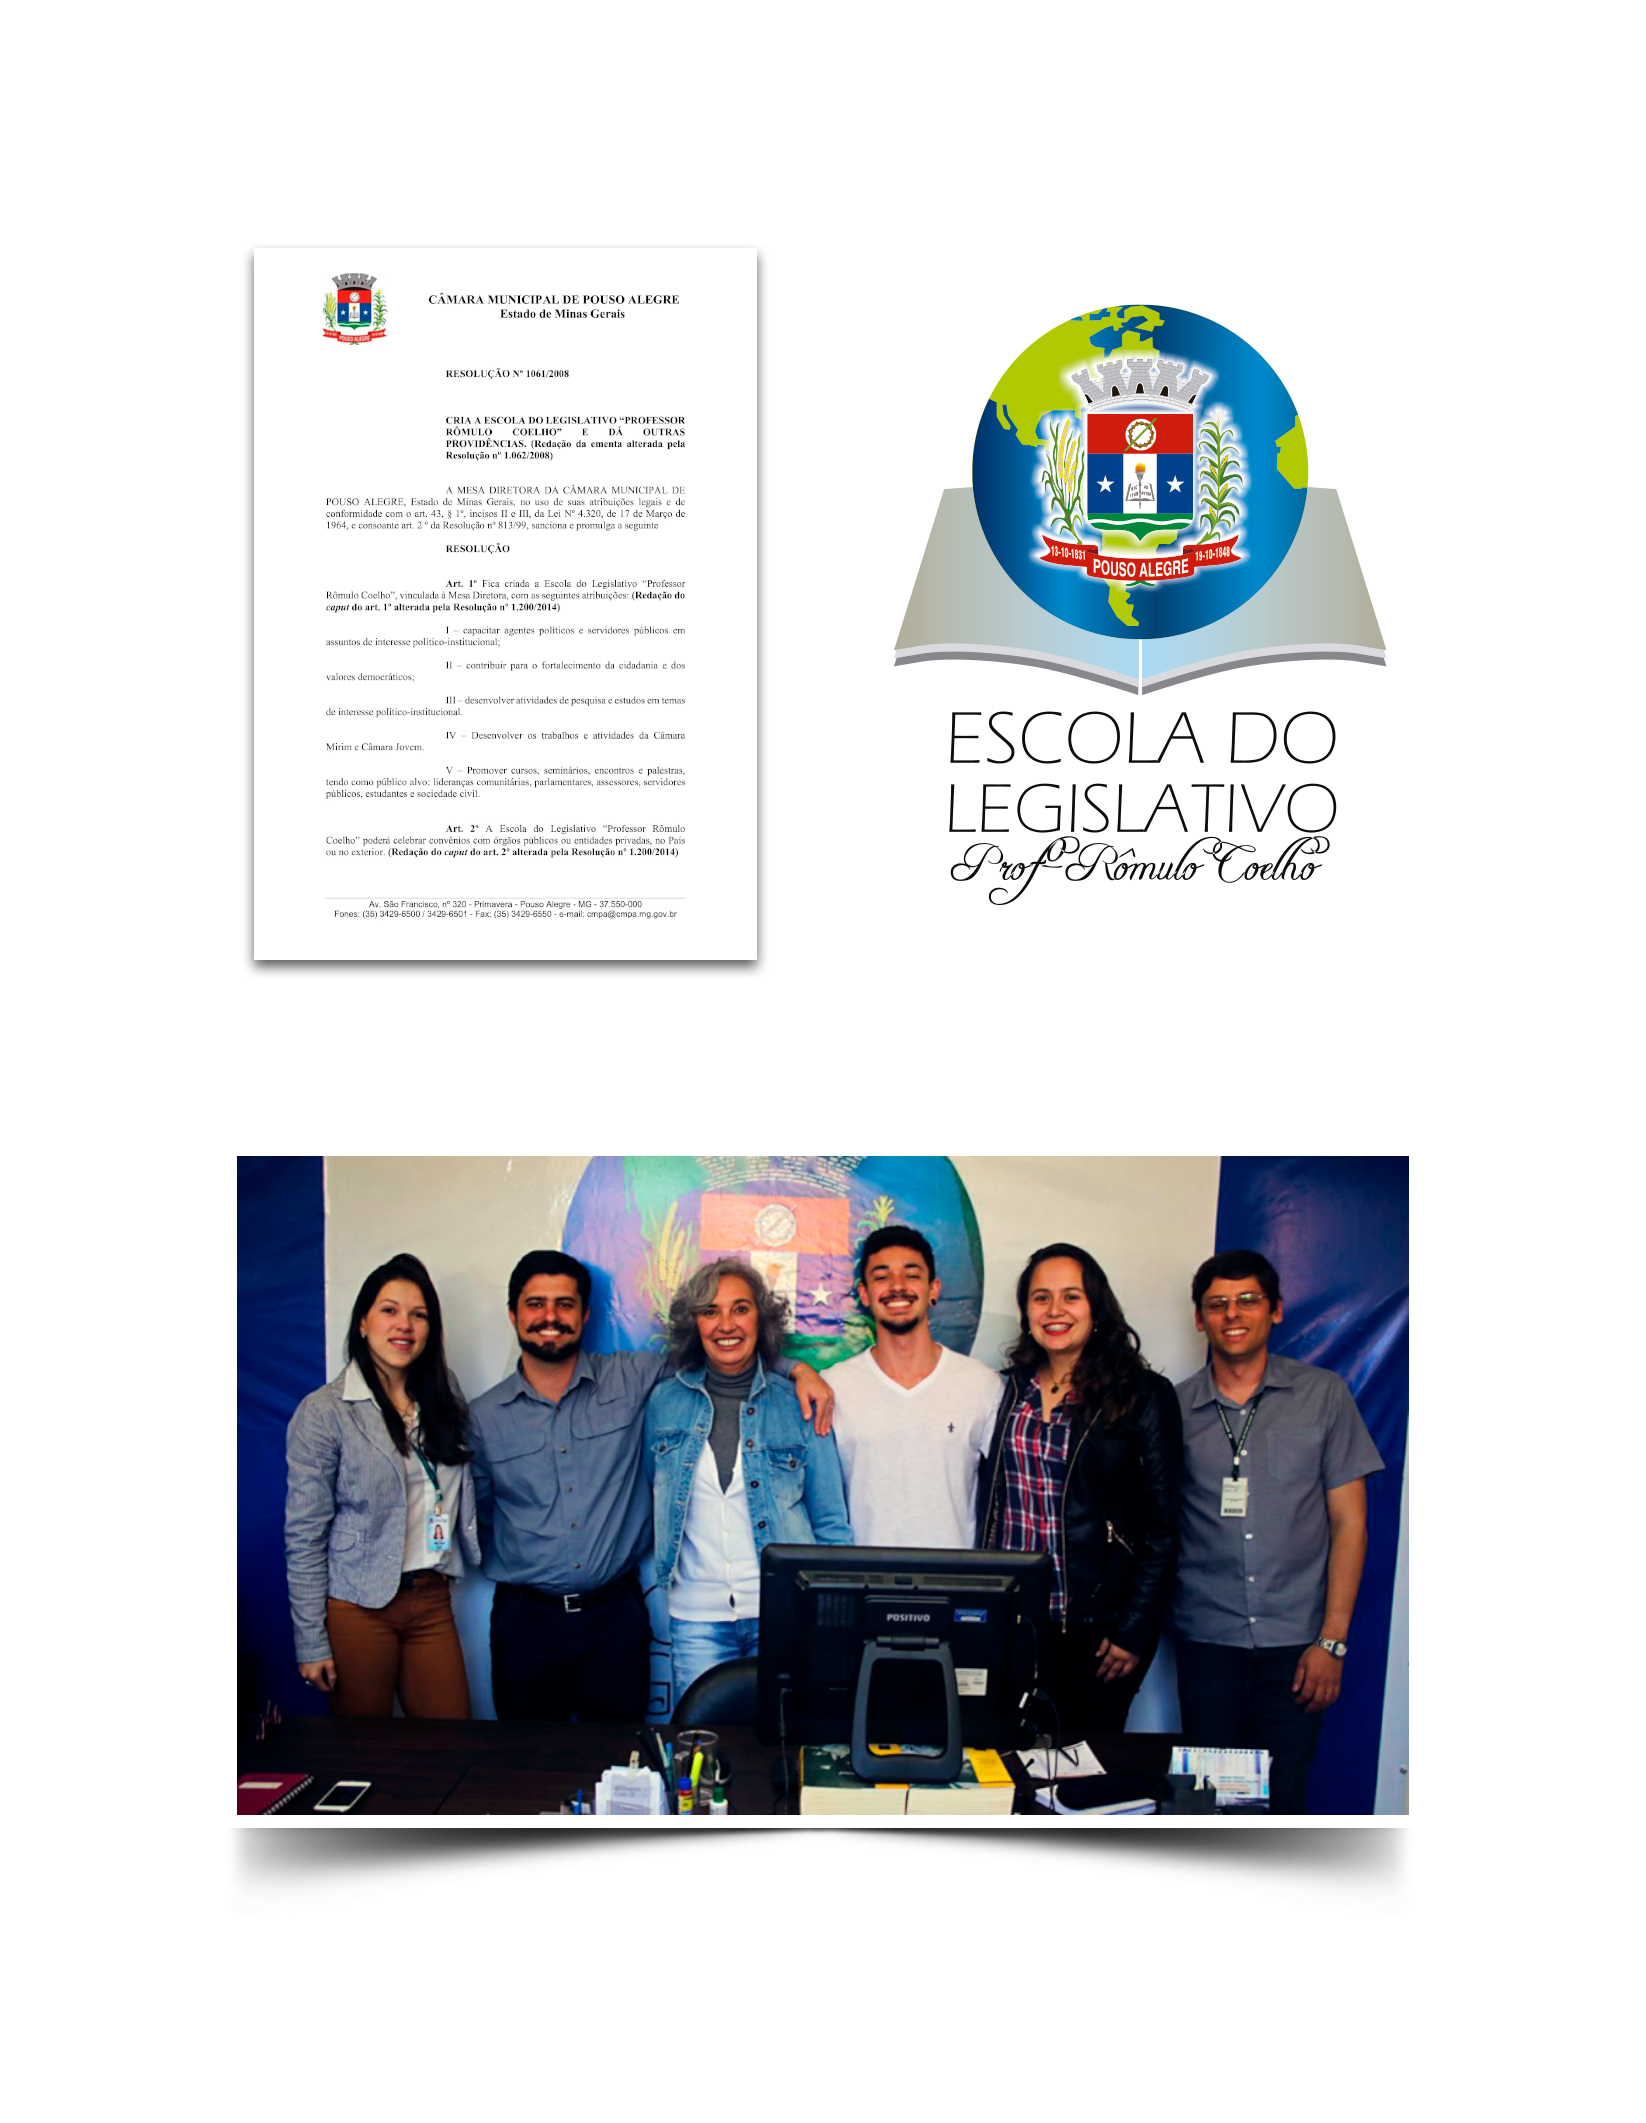 CÂMARA MUNICIPAL DE POUSO ALEGRE
Estado de Minas Gerais
POUSO ALEGRE
RESOLUÇÃO Nº 1061/2008
CRIA A ESCOLA DO LEGISLATIVO “PROFESSOR
RÔMULO COELHO” E DÁ OUTRAS
PROVIDÊNCIAS. (Redação da ementa alterada pela
Resolução nº 1.062/2008)
A MESA DIRETORA DA CÂMARA MUNICIPAL DE
POUSO ALEGRE, Estado de Minas Gerais, no uso de suas atribuições legais e de
conformidade com o art. 43, § 1º, incisos II e III, da Lei Nº 4.320, de 17 de Março de
1964, e consoante art. 2 º da Resolução nº 813/99, sanciona e promulga a seguinte
RESOLUÇÃO
Art. 1º Fica criada a Escola do Legislativo “Professor
Rômulo Coelho”, vinculada à Mesa Diretora, com as seguintes atribuições: (Redação do
caput do art. 1º alterada pela Resolução nº 1.200/2014)
I – capacitar agentes políticos e servidores públicos em
assuntos de interesse político-institucional;
II – contribuir para o fortalecimento da cidadania e dos
valores democráticos;
III – desenvolver atividades de pesquisa e estudos em temas
de interesse político-institucional.
IV – Desenvolver os trabalhos e atividades da Câmara
Mirim e Câmara Jovem.
V – Promover cursos, seminários, encontros e palestras,
tendo como público alvo: lideranças comunitárias, parlamentares, assessores, servidores
públicos, estudantes e sociedade civil.
Art. 2º A Escola do Legislativo “Professor Rômulo
Coelho” poderá celebrar convênios com órgãos públicos ou entidades privadas, no País
ou no exterior. (Redação do caput do art. 2º alterada pela Resolução nº 1.200/2014)
Av. São Francisco, nº 320 - Primavera - Pouso Alegre - MG - 37.550-000
Fones: (35) 3429-6500 / 3429-6501 - Fax: (35) 3429-6550 - e-mail: cmpa@cmpa.mg.gov.br
13-10-1831 POUSO ALEGRE 19-10-1848
ESCOLA DO
LEGISLATIVO
Profº Rômulo Coelho
POSITIVO